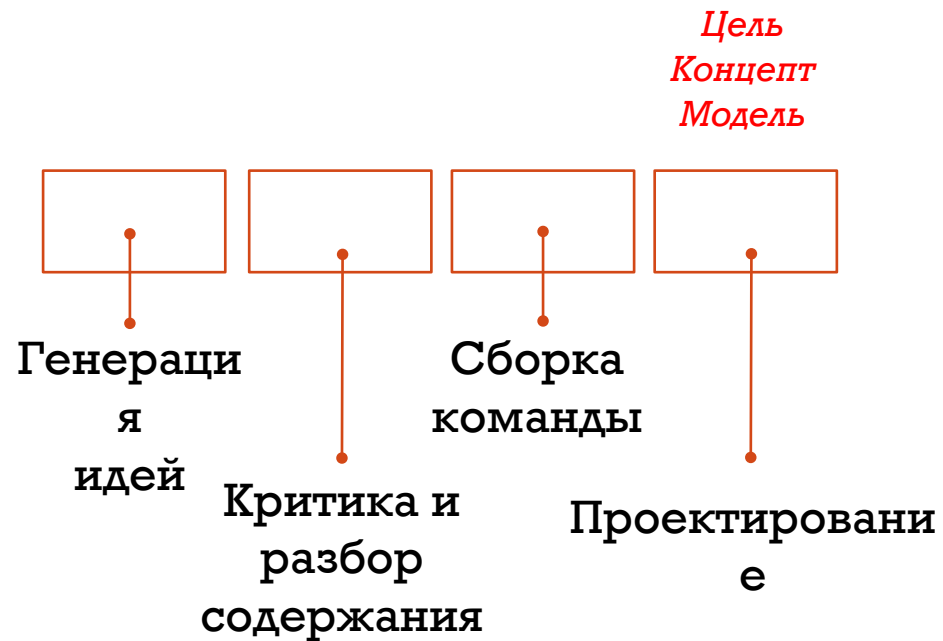 Цель
Концепт
Модель
Генераци
я
идей
Критика и
разбор
содержания
Сборка
команды
Проектировани
е